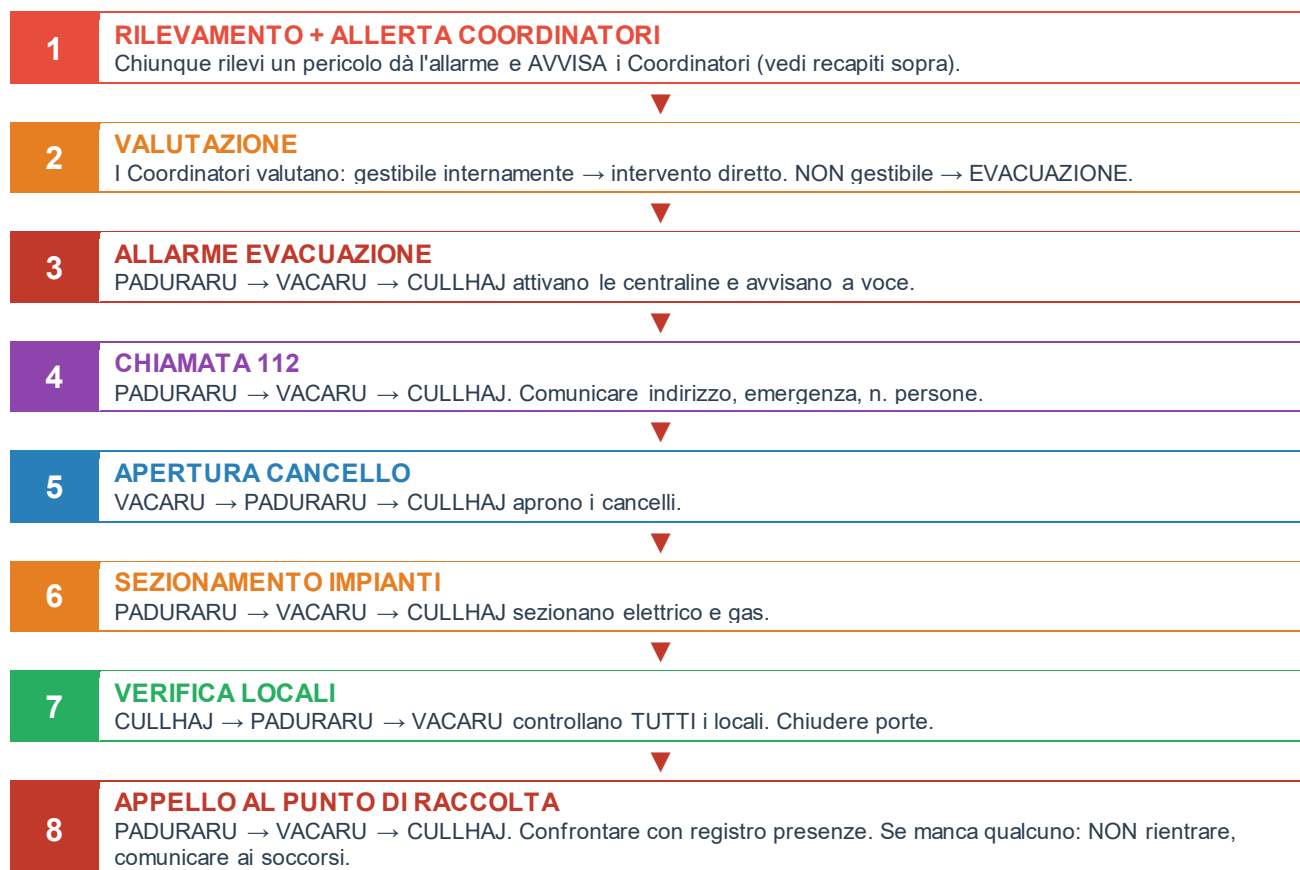 1
RILEVAMENTO + ALLERTA COORDINATORI
Chiunque rilevi un pericolo dà l'allarme e AVVISA i Coordinatori (vedi recapiti sopra).
▼
2
VALUTAZIONE
I Coordinatori valutano: gestibile internamente → intervento diretto. NON gestibile → EVACUAZIONE.
▼
3
ALLARME EVACUAZIONE
PADURARU → VACARU → CULLHAJ attivano le centraline e avvisano a voce.
▼
4
CHIAMATA 112
PADURARU → VACARU → CULLHAJ. Comunicare indirizzo, emergenza, n. persone.
▼
5
APERTURA CANCELLO
VACARU → PADURARU → CULLHAJ aprono i cancelli.
▼
6
SEZIONAMENTO IMPIANTI
PADURARU → VACARU → CULLHAJ sezionano elettrico e gas.
▼
7
VERIFICA LOCALI
CULLHAJ → PADURARU → VACARU controllano TUTTI i locali. Chiudere porte.
▼
8
APPELLO AL PUNTO DI RACCOLTA
PADURARU → VACARU → CULLHAJ. Confrontare con registro presenze. Se manca qualcuno: NON rientrare,
comunicare ai soccorsi.